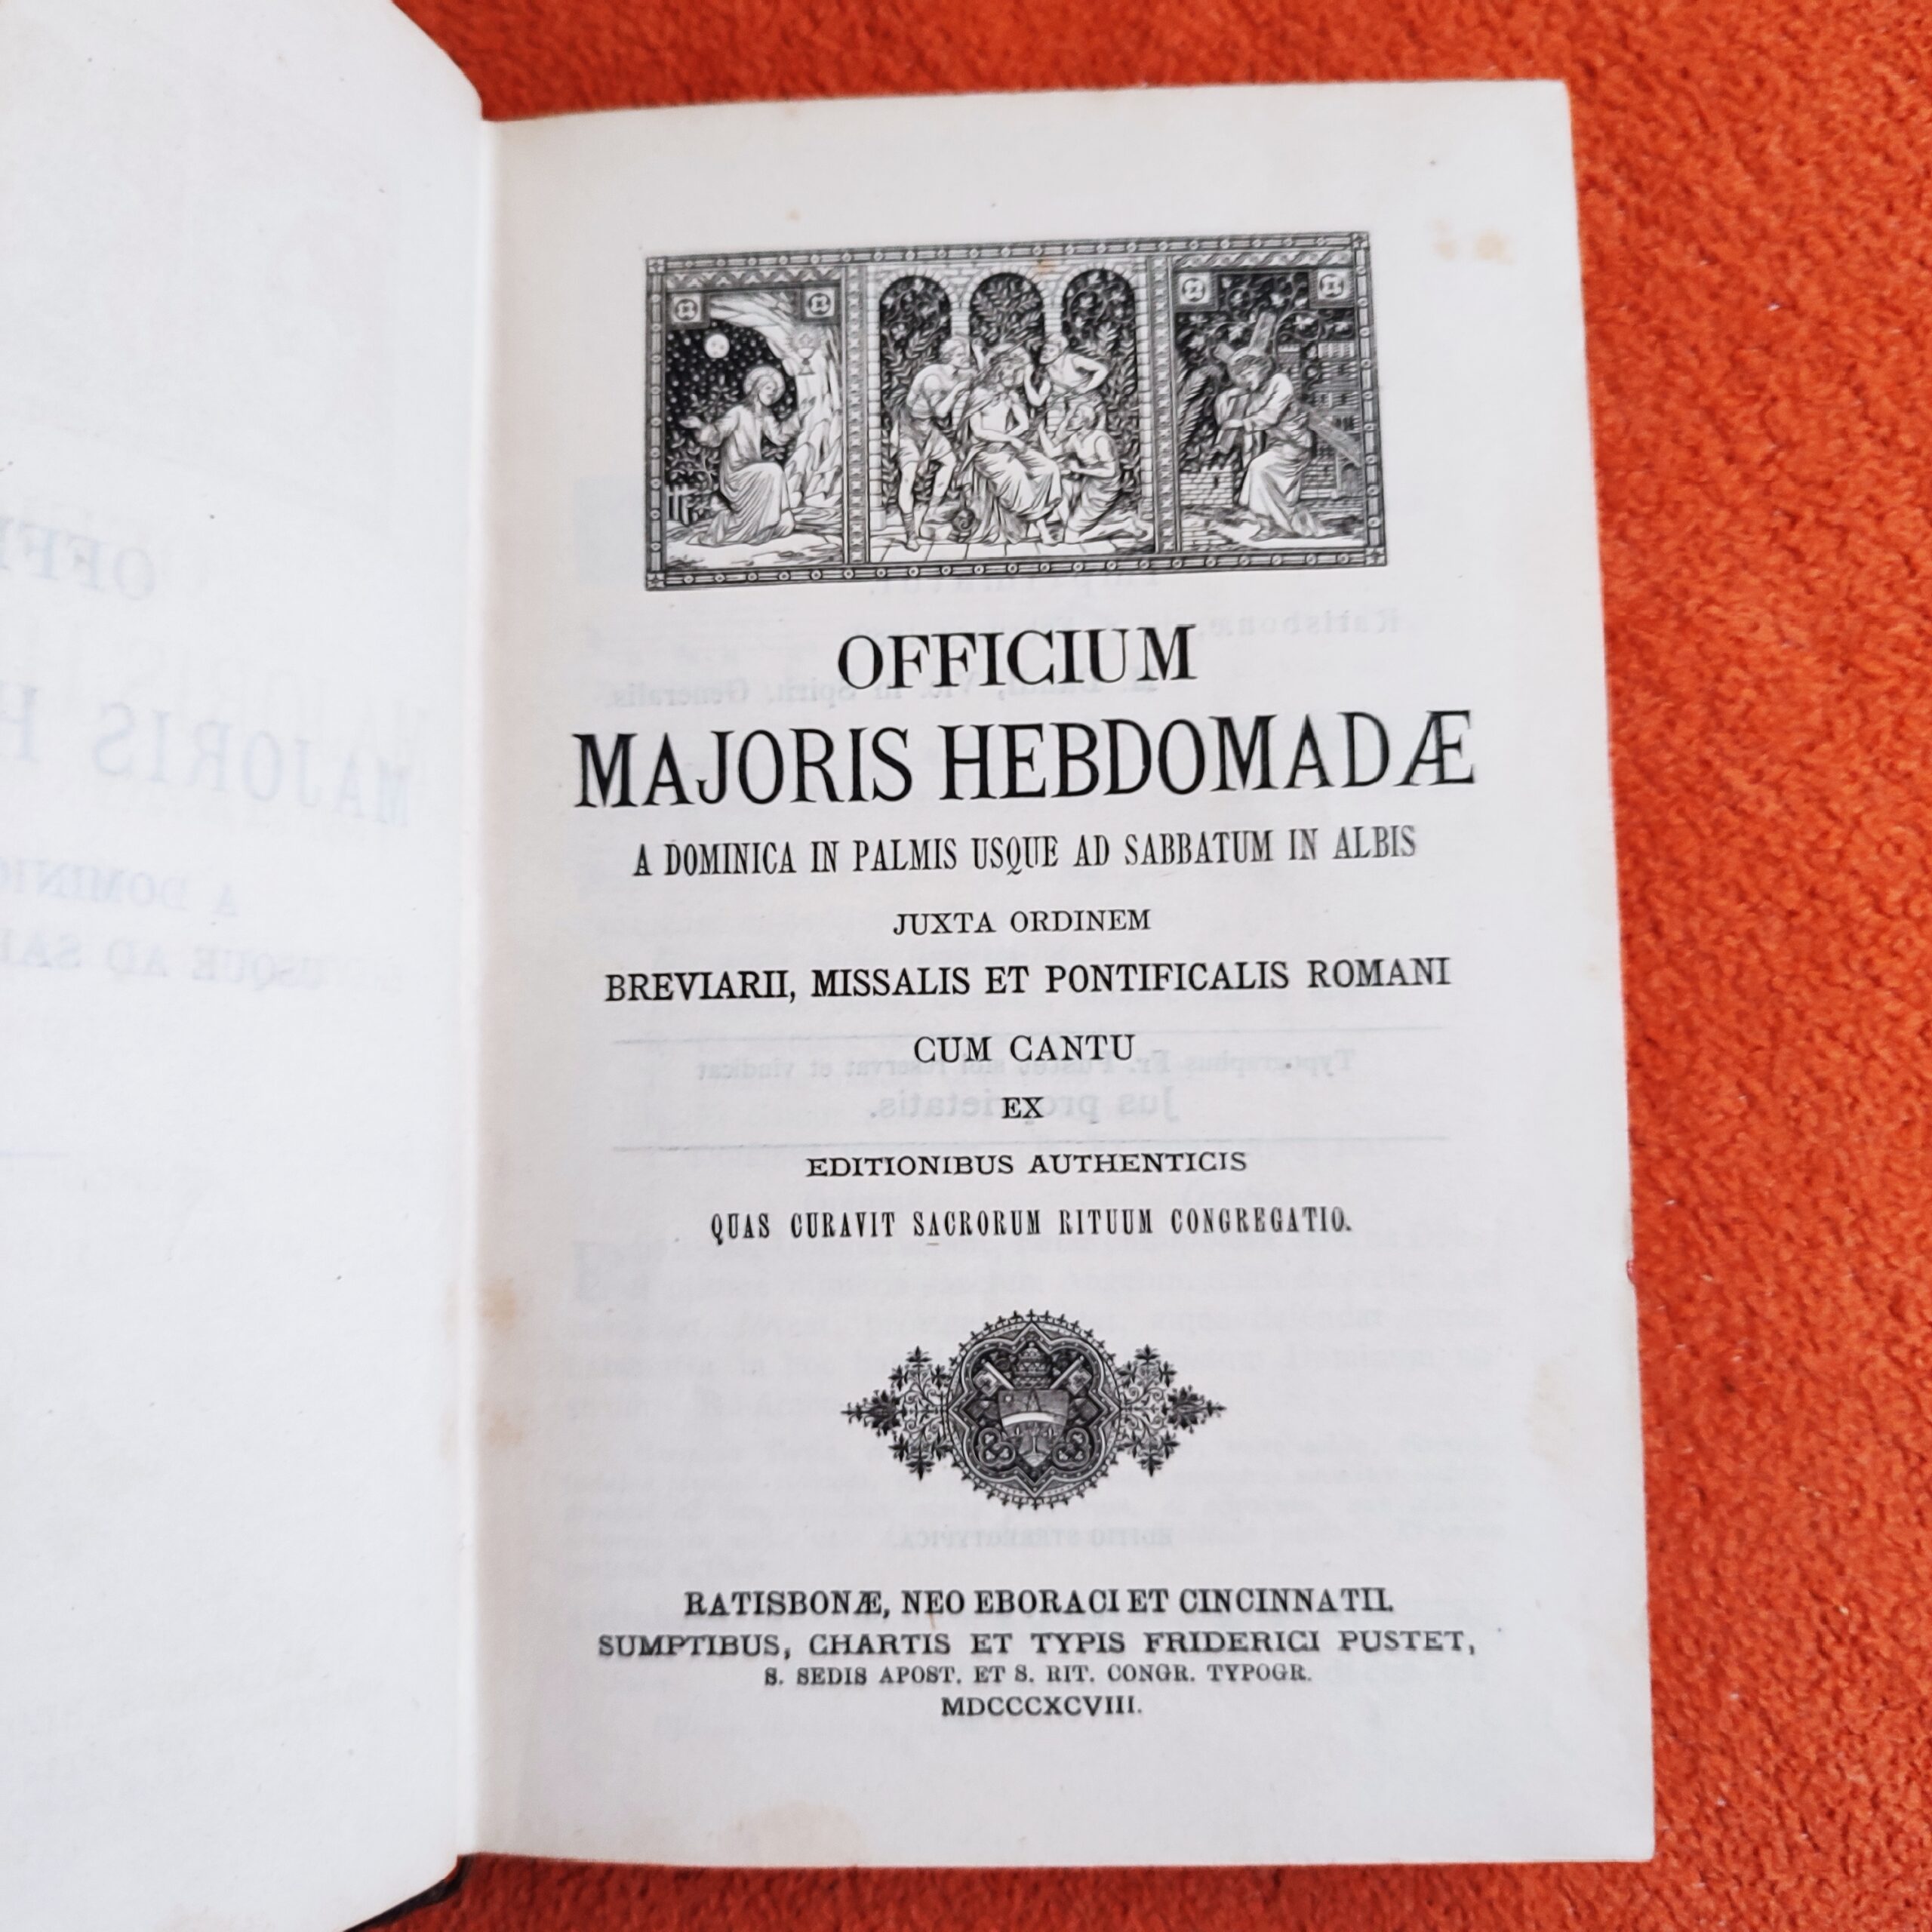 OFFICIUM
MAJORIS HEBDOMADÆ
A DOMINICA IN PALMIS USQUE AD SABBATUM IN ALBIS
JUXTA ORDINEM
BREVIARII, MISSALIS ET PONTIFICALIS ROMANI
CUM CANTU
EX
EDITIONIBUS AUTHENTICIS
QUAS CURAVIT SACRORUM RITUUM CONGREGATIO.
RATISBONÆ, NEO EBORACI ET CINCINNATII.
SUMPTIBUS, CHARTIS ET TYPIS FRIDERICI PUSTET,
S. SEDIS APOST. ET S. RIT. CONGR. TYPOGR.
MDCCCXCVIII.